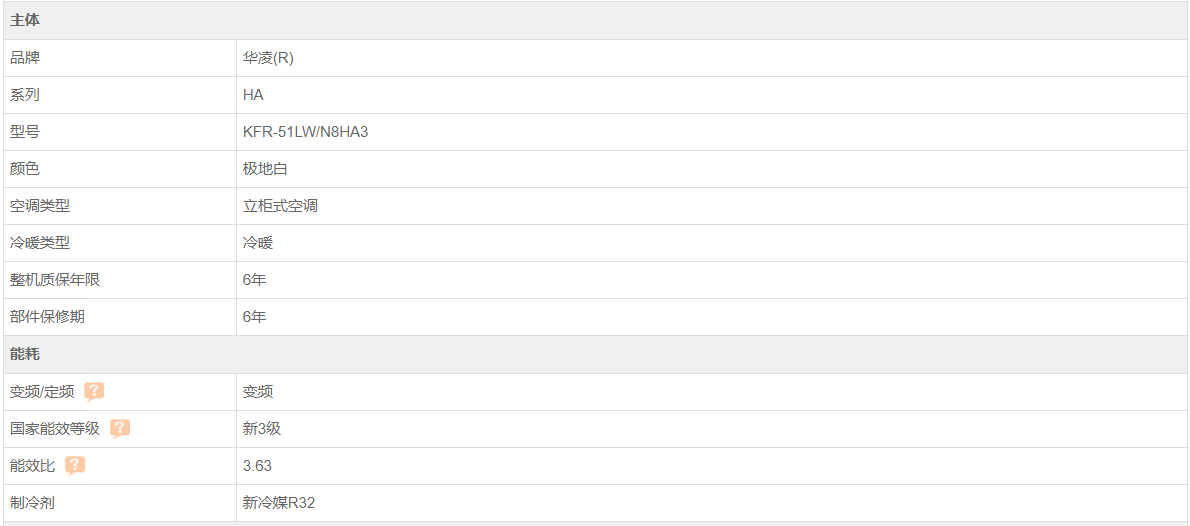 主体
品牌 华凌(R)
系列 HA
型号 KFR-51LW/N8HA3
颜色 极地白
空调类型 立柜式空调
冷暖类型 冷暖
整机质保年限 6年
部件保修期 6年
能耗
变频/定频 ? 变频
国家能效等级 ? 新3级
能效比 ? 3.63
制冷剂 新冷媒R32